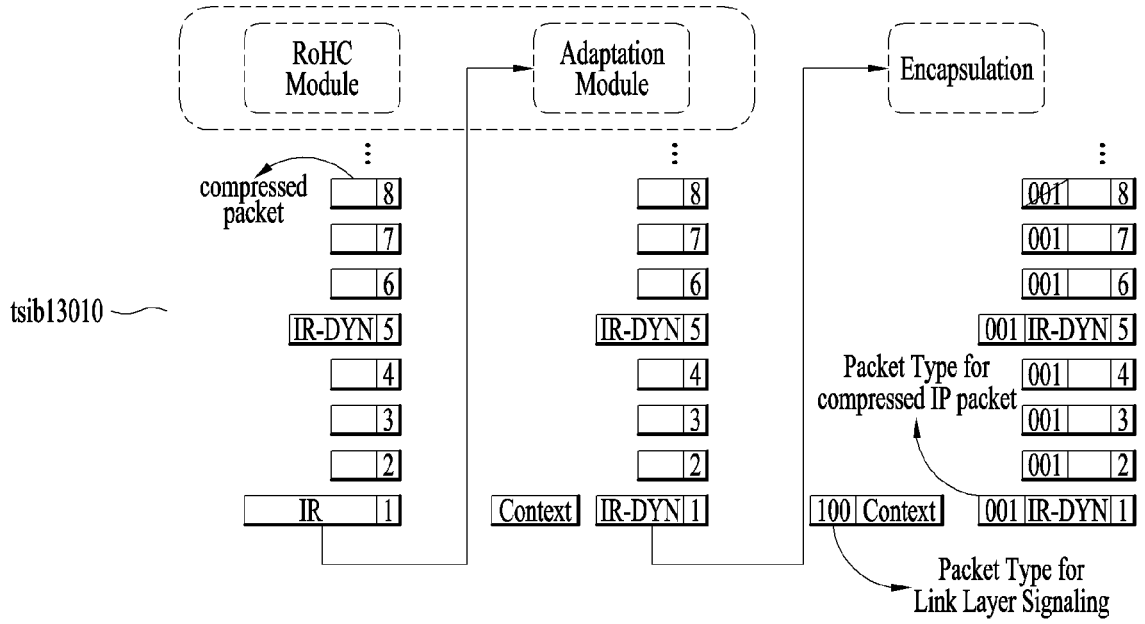 RoHC
Module
Adaptation
Module
Encapsulation
compressed
packet
8
8
001 8
7
7
001 7
6
6
001 6
tsib13010
IR-DYN 5
IR-DYN 5
001 IR-DYN 5
4
4
001 4
Packet Type for
compressed IP packet
3
3
001 3
2
2
001 2
IR 1
Context IR-DYN 1
100 Context
001 IR-DYN 1
Packet Type for
Link Layer Signaling